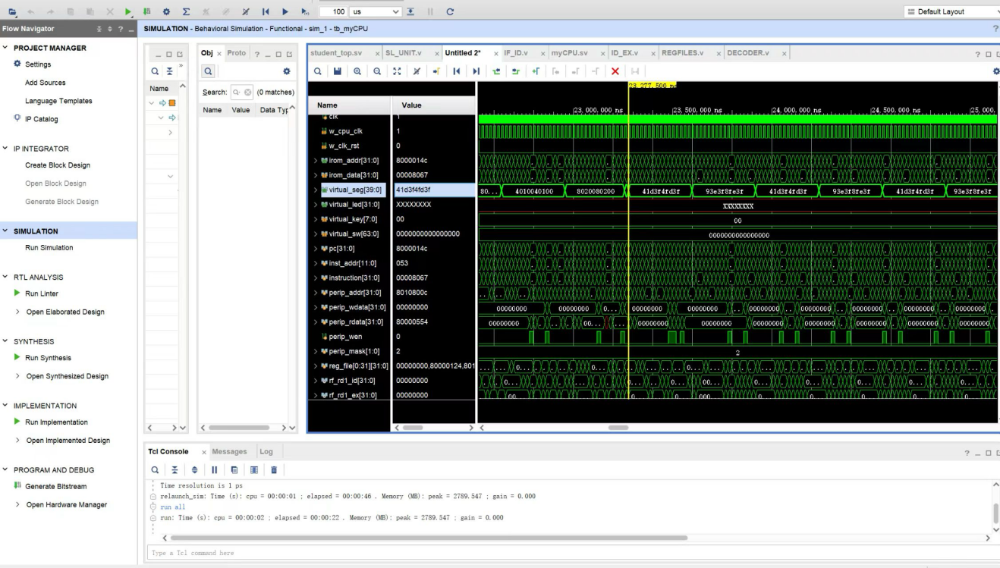 100 us Default Layout
Flow Navigator ? SIMULATION - Behavioral Simulation - Functional - sim_1 - tb_myCPU ?
PROJECT MANAGER
Settings
Add Sources
Language Templates
IP Catalog
IP INTEGRATOR
Create Block Design
Open Block Design
Generate Block Design
SIMULATION
Run Simulation
RTL ANALYSIS
Run Linter
Open Elaborated Design
SYNTHESIS
Run Synthesis
Open Synthesized Design
IMPLEMENTATION
Run Implementation
Open Implemented Design
PROGRAM AND DEBUG
Generate Bitstream
Open Hardware Manager
Name
Obj Proto ?
Search: (0 matches)
Name Value Data Typ
student_top.sv SL_UNIT.v Untitled 2* IF_ID.v myCPU.sv ID_EX.v REGFILES.v DECODER.v ?
23,277.500 ns
Name Value 23,000.000 ns 23,500.000 ns 24,000.000 ns 24,500.000 ns 25,000.
clk 1
w_cpu_clk 1
w_clk_rst 0
irom_addr[31:0] 8000014c
irom_data[31:0] 00008067
virtual_seg[39:0] 41d3f4fd3f 80... 4010040100 8020080200 41d3f4fd3f 93e3f8fe3f 41d3f4fd3f 93e3f8fe3f 41d3f4fd3f 93e3f8fe3f
virtual_led[31:0] XXXXXXXX XXXXXXXX
virtual_key[7:0] 00 00
virtual_sw[63:0] 0000000000000000 0000000000000000
pc[31:0] 8000014c
inst_addr[11:0] 053
instruction[31:0] 00008067
perip_addr[31:0] 8010800c
perip_wdata[31:0] 00000000 00000000 00000000 0... 00000000 00000000 00000000 00000000 00000000 00000000 00000000
perip_rdata[31:0] 80000554 00000000 00... 00000000 00000000 00000000 00000000 00000000 00000000 00000000
perip_wen 0
perip_mask[1:0] 2 2
reg_file[0:31][31:0] 00000000,80000124,801
rf_rd1_id[31:0] 00000000
rf_rd1_ex[31:0] 00000000
Tcl Console Messages Log ?
Time resolution is 1 ps
relaunch_sim: Time (s): cpu = 00:00:01 ; elapsed = 00:00:46 . Memory (MB): peak = 2789.547 ; gain = 0.000
run all
run: Time (s): cpu = 00:00:02 ; elapsed = 00:00:22 . Memory (MB): peak = 2789.547 ; gain = 0.000
Type a Tcl command here